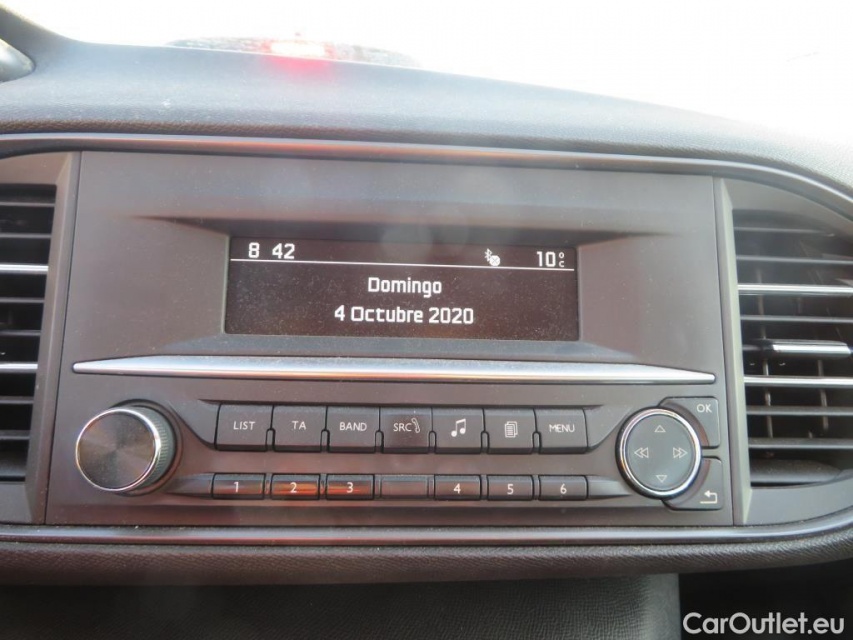 8 42 10°C
Domingo
4 Octubre 2020
LIST TA BAND SRC MENU OK
1 2 3 4 5 6
CarOutlet.eu